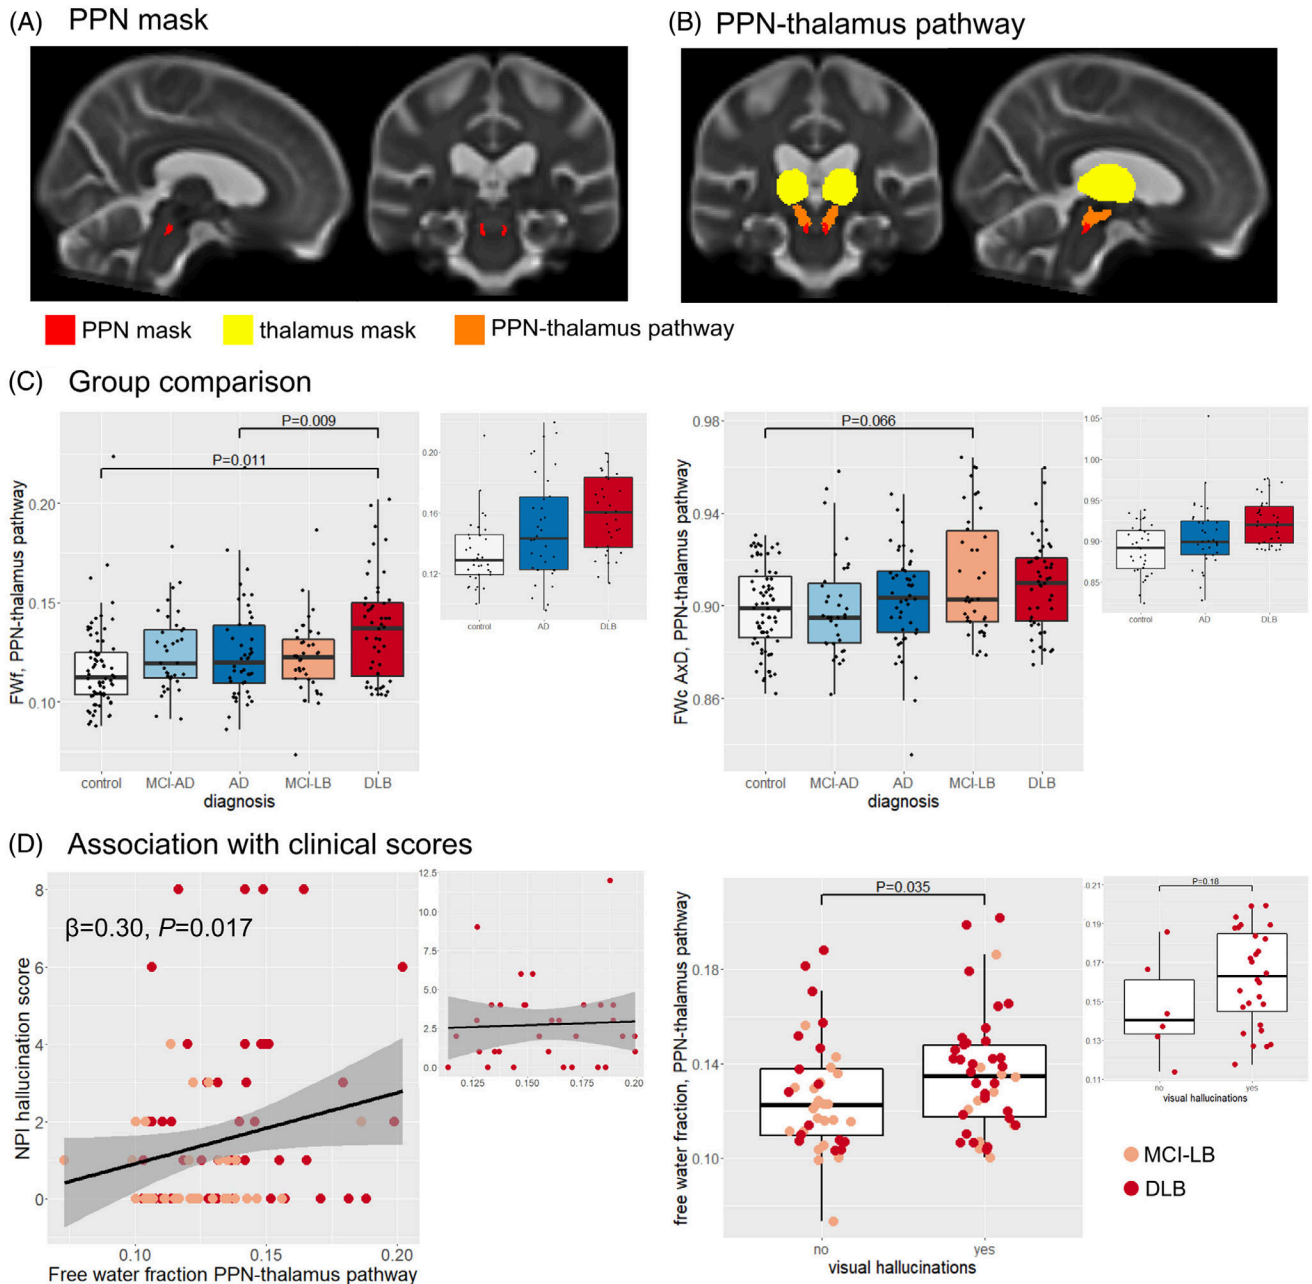 (A) PPN mask
(B) PPN-thalamus pathway
PPN mask
thalamus mask
PPN-thalamus pathway
(C) Group comparison
FWf, PPN-thalamus pathway
0.20
0.15
0.10
P=0.009
P=0.011
control
MCI-AD
AD
MCI-LB
DLB
diagnosis
0.20
0.16
0.12
control
AD
DLB
FWc AxD, PPN-thalamus pathway
0.98
0.94
0.90
0.86
P=0.066
control
MCI-AD
AD
MCI-LB
DLB
diagnosis
1.05
1.00
0.95
0.90
0.85
control
AD
DLB
(D) Association with clinical scores
NPI hallucination score
8
6
4
2
0
β=0.30, P=0.017
0.10
0.15
0.20
Free water fraction PPN-thalamus pathway
12.5
10.0
7.5
5.0
2.5
0.0
0.125
0.150
0.175
0.20
free water fraction, PPN-thalamus pathway
0.18
0.14
0.10
P=0.035
no
yes
visual hallucinations
0.21
0.19
0.17
0.15
0.13
0.11
P=0.18
no
yes
visual hallucinations
MCI-LB
DLB